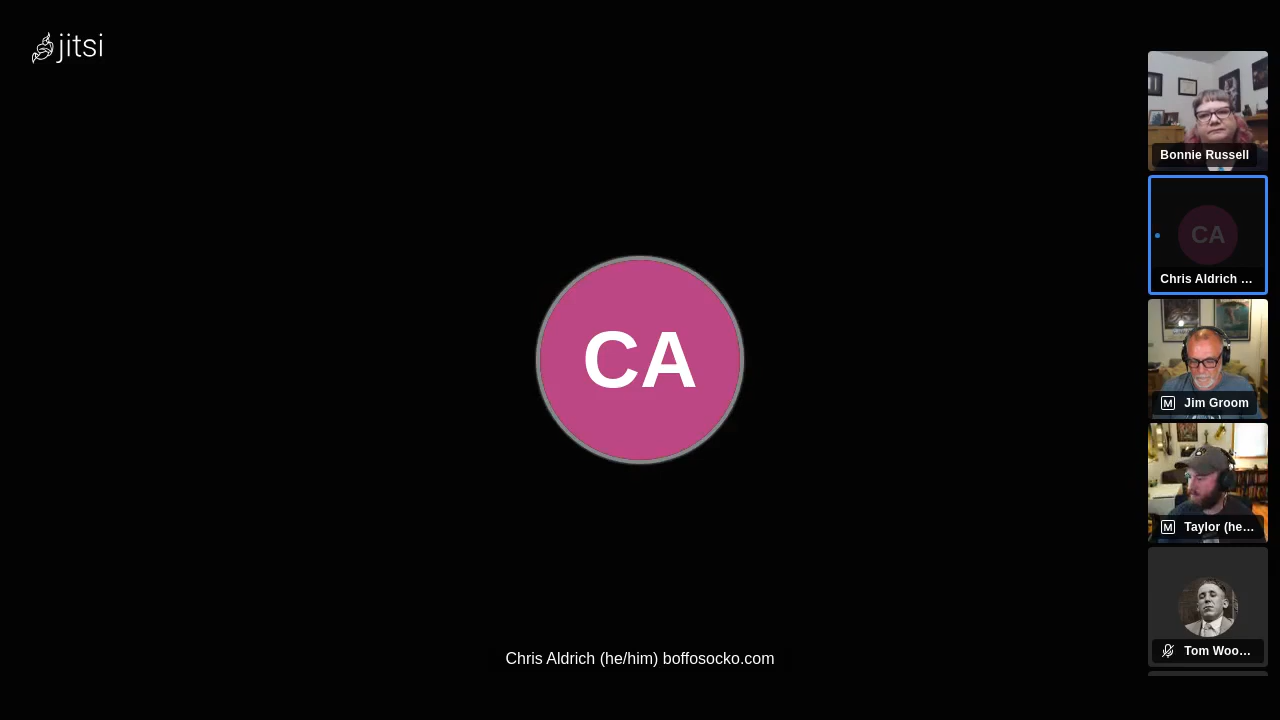 jitsi
Bonnie Russell
CA
Chris Aldrich ...
CA
Jim Groom
Taylor (he...
Tom Woo...
Chris Aldrich (he/him) boffosocko.com